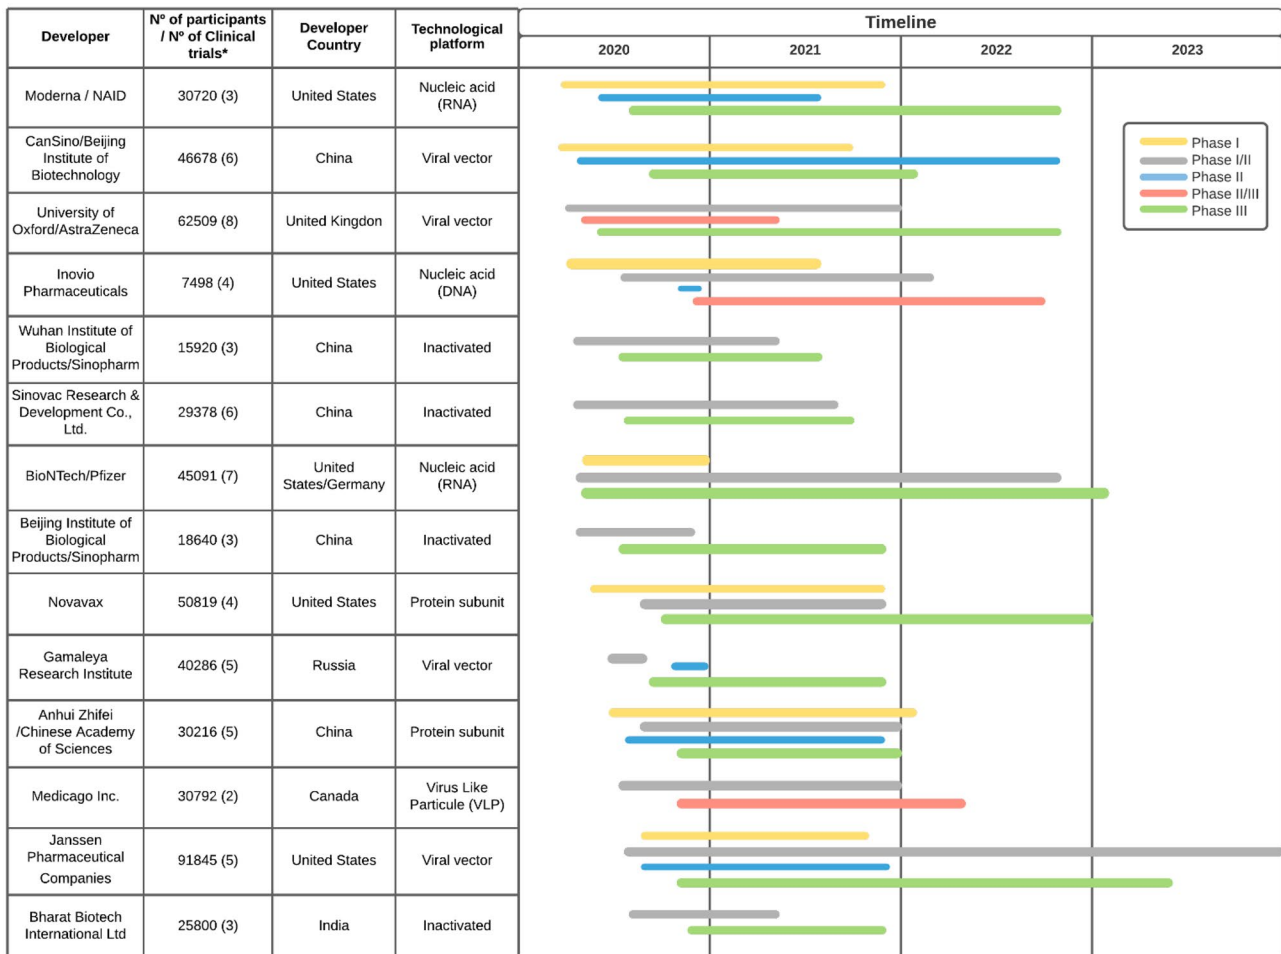 Developer
Nº of participants
/ Nº of Clinical
trials*
Developer
Country
Technological
platform
Timeline
2020
2021
2022
2023
Moderna / NAID
30720 (3)
United States
Nucleic acid
(RNA)
CanSino/Beijing
Institute of
Biotechnology
46678 (6)
China
Viral vector
University of
Oxford/AstraZeneca
62509 (8)
United Kingdon
Viral vector
Inovio
Pharmaceuticals
7498 (4)
United States
Nucleic acid
(DNA)
Wuhan Institute of
Biological
Products/Sinopharm
15920 (3)
China
Inactivated
Sinovac Research &
Development Co.,
Ltd.
29378 (6)
China
Inactivated
BioNTech/Pfizer
45091 (7)
United
States/Germany
Nucleic acid
(RNA)
Beijing Institute of
Biological
Products/Sinopharm
18640 (3)
China
Inactivated
Novavax
50819 (4)
United States
Protein subunit
Gamaleya
Research Institute
40286 (5)
Russia
Viral vector
Anhui Zhifei
/Chinese Academy
of Sciences
30216 (5)
China
Protein subunit
Medicago Inc.
30792 (2)
Canada
Virus Like
Particule (VLP)
Janssen
Pharmaceutical
Companies
91845 (5)
United States
Viral vector
Bharat Biotech
International Ltd
25800 (3)
India
Inactivated
Phase I
Phase I/II
Phase II
Phase II/III
Phase III